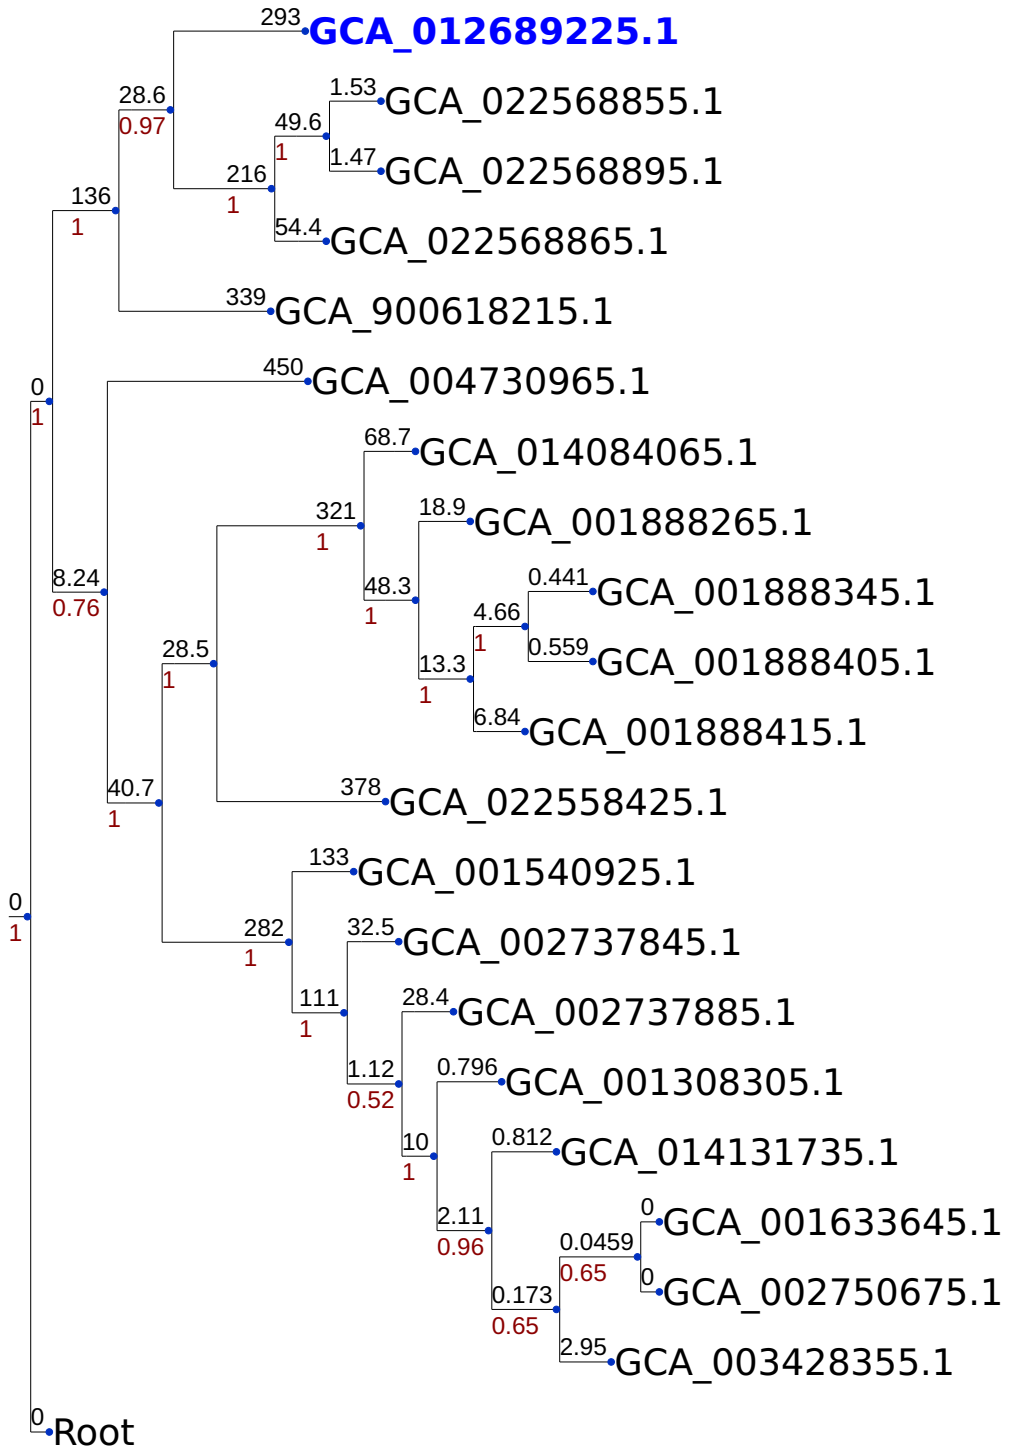 293
GCA_012689225.1
1.53
GCA_022568855.1
28.6
0.97
49.6
1
1.47
GCA_022568895.1
216
1
136
1
54.4
GCA_022568865.1
339
GCA_900618215.1
450
GCA_004730965.1
0
1
68.7
GCA_014084065.1
18.9
GCA_001888265.1
321
1
0.441
GCA_001888345.1
8.24
0.76
48.3
1
4.66
1
0.559
GCA_001888405.1
28.5
1
13.3
1
6.84
GCA_001888415.1
40.7
1
378
GCA_022558425.1
133
GCA_001540925.1
0
1
282
1
32.5
GCA_002737845.1
111
1
28.4
GCA_002737885.1
1.12
0.52
0.796
GCA_001308305.1
10
1
0.812
GCA_014131735.1
2.11
0.96
0
GCA_001633645.1
0.0459
0.65
0
GCA_002750675.1
0.173
0.65
2.95
GCA_003428355.1
0
Root